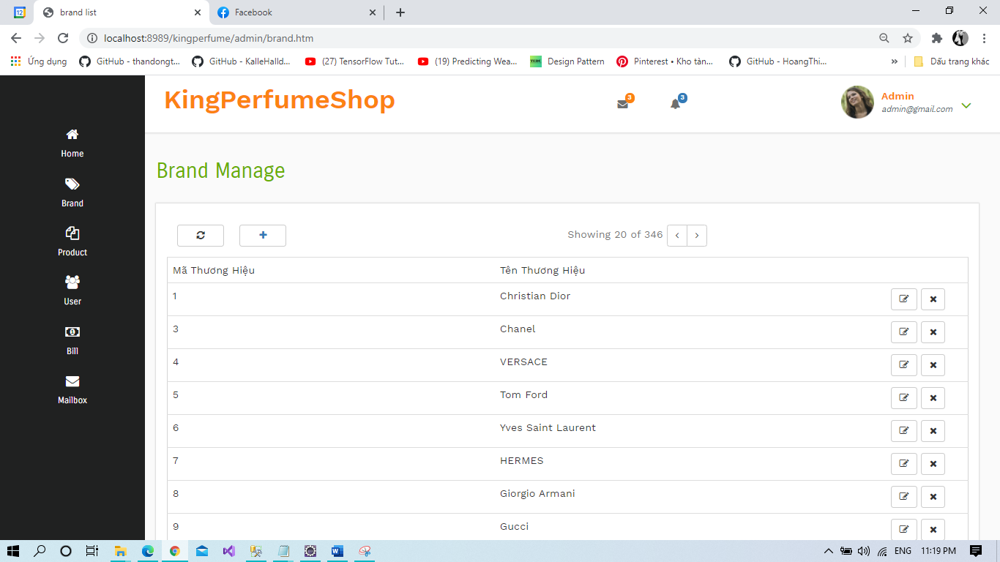 12
brand list
Facebook
localhost:8989/kingperfume/admin/brand.htm
Ứng dụng
GitHub - thandongt...
GitHub - KalleHalld...
(27) TensorFlow Tut...
(19) Predicting Wea...
Design Pattern
Pinterest • Kho tàn...
GitHub - HoangThi...
»
Dấu trang khác
KingPerfumeShop
3
3
Admin
admin@gmail.com
Home
Brand
Product
User
Bill
Mailbox
Brand Manage
Showing 20 of 346
Mã Thương Hiệu Tên Thương Hiệu
1 Christian Dior
3 Chanel
4 VERSACE
5 Tom Ford
6 Yves Saint Laurent
7 HERMES
8 Giorgio Armani
9 Gucci
ENG 11:19 PM